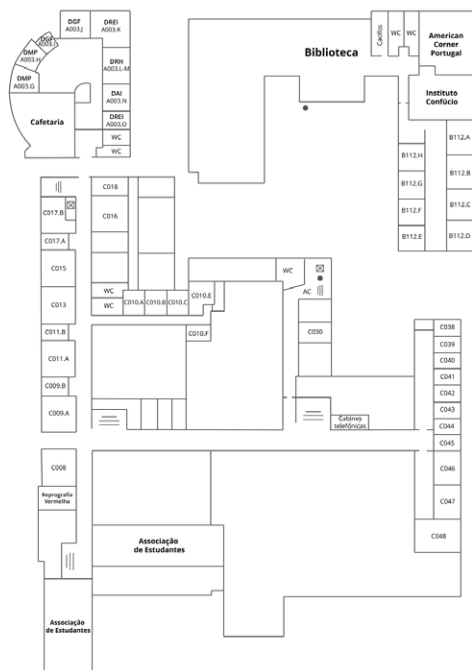 DGF
A003.J
DREI
A003.K
DGF
A003.I
DMP
A003.H
DMP
A003.G
DRH
A003.L-M
DAI
A003.N
DREI
A003.O
Cafetaria
WC
WC
Biblioteca
Cacifos
WC
WC
American
Corner
Portugal
Instituto
Confúcio
B112.A
B112.H
B112.B
B112.G
B112.F
B112.C
B112.E
B112.D
C018
C017.B
C016
C017.A
C015
WC
WC
C010.A
C010.B
C010.C
C010.E
C010.F
WC
AC
C030
C013
C011.B
C011.A
C009.B
C009.A
C038
C039
C040
C041
C042
C043
C044
C045
C046
C047
C048
Cabines
telefónicas
C008
Reprografia
Vermelha
Associação
de Estudantes
Associação
de Estudantes